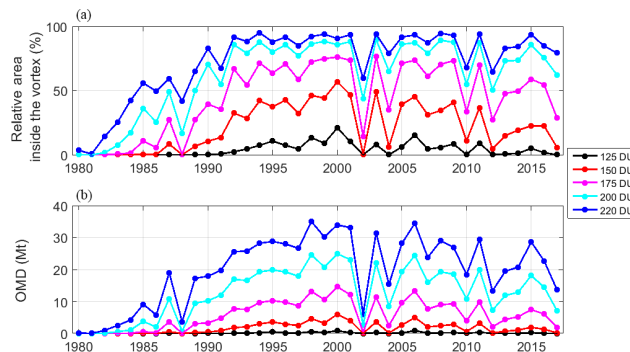 (a)
Relative area
inside the vortex (%)
100
50
0
1980 1985 1990 1995 2000 2005 2010 2015
125 DU
150 DU
175 DU
200 DU
220 DU
(b)
OMD (Mt)
40
30
20
10
0
1980 1985 1990 1995 2000 2005 2010 2015